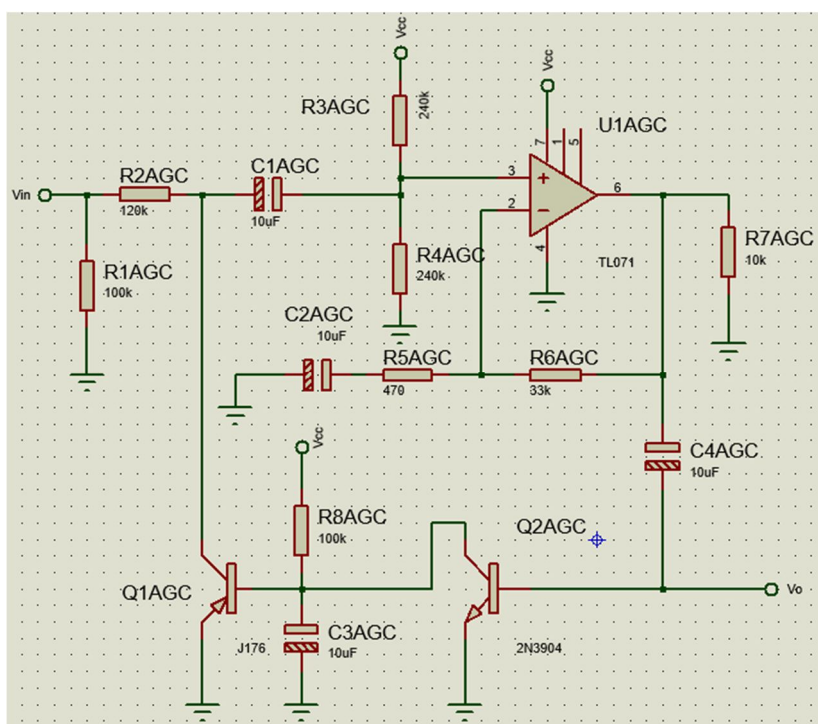 Vcc
R3AGC
240k
Vcc
U1AGC
7
1
5
3
2
6
4
TL071
R2AGC
120k
C1AGC
10uF
Vin
R1AGC
100k
R4AGC
240k
R7AGC
10k
C2AGC
10uF
R5AGC
470
R6AGC
33k
C4AGC
10uF
Vcc
R8AGC
100k
Q2AGC
Q1AGC
J176
C3AGC
10uF
2N3904
Vo